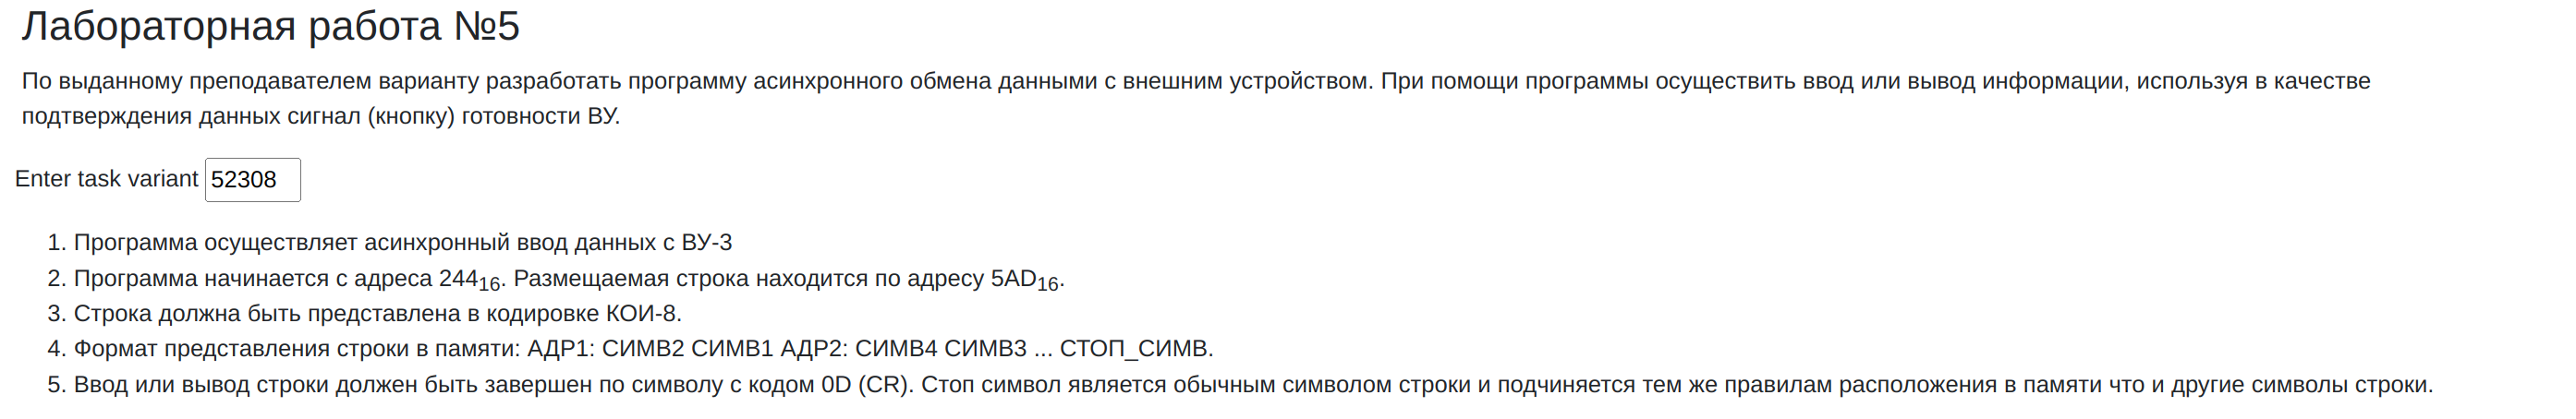 Лабораторная работа №5
По выданному преподавателем варианту разработать программу асинхронного обмена данными с внешним устройством. При помощи программы осуществить ввод или вывод информации, используя в качестве
подтверждения данных сигнал (кнопку) готовности ВУ.
Enter task variant 52308
1. Программа осуществляет асинхронный ввод данных с ВУ-3
2. Программа начинается с адреса 244₁₆. Размещаемая строка находится по адресу 5AD₁₆.
3. Строка должна быть представлена в кодировке КОИ-8.
4. Формат представления строки в памяти: АДР1: СИМВ2 СИМВ1 АДР2: СИМВ4 СИМВ3 ... СТОП_СИМВ.
5. Ввод или вывод строки должен быть завершен по символу с кодом 0D (CR). Стоп символ является обычным символом строки и подчиняется тем же правилам расположения в памяти что и другие символы строки.